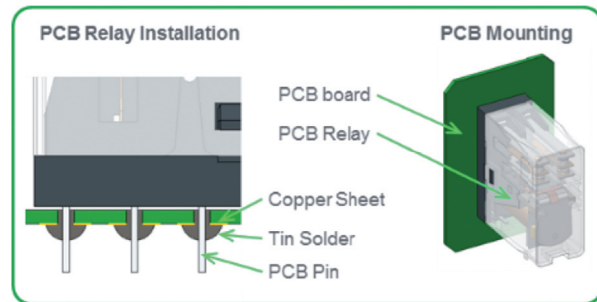 PCB Relay Installation
PCB Mounting
PCB board
PCB Relay
Copper Sheet
Tin Solder
PCB Pin